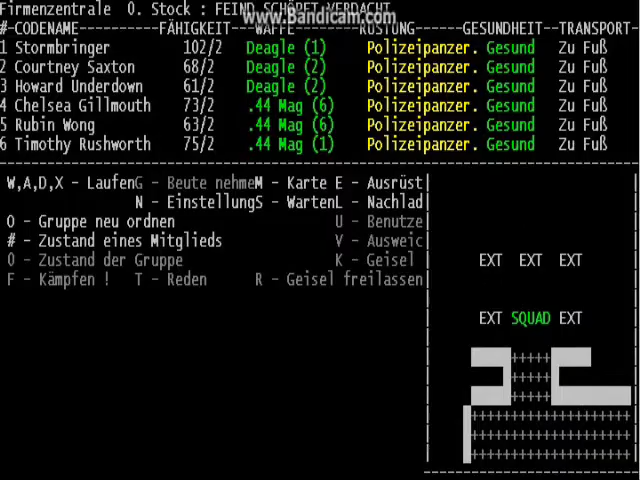 Firmenzentrale 0. Stock : FEIND SCHÖPFT VERDACHT
www.Bandicam.com
#-CODENAME FÄHIGKEIT WAFFE RÜSTUNG GESUNDHEIT TRANSPORT
1 Stormbringer 102/2 Deagle (1) Polizeipanzer. Gesund Zu Fuß
2 Courtney Saxton 68/2 Deagle (2) Polizeipanzer. Gesund Zu Fuß
3 Howard Underdown 61/2 Deagle (2) Polizeipanzer. Gesund Zu Fuß
4 Chelsea Gillmouth 73/2 .44 Mag (6) Polizeipanzer. Gesund Zu Fuß
5 Rubin Wong 63/2 .44 Mag (6) Polizeipanzer. Gesund Zu Fuß
6 Timothy Rushworth 75/2 .44 Mag (1) Polizeipanzer. Gesund Zu Fuß
W,A,D,X - LaufenG - Beute nehmeM - Karte E - Ausrüst
N - EinstellungS - WartenL - Nachlad
O - Gruppe neu ordnen U - Benutze
# - Zustand eines Mitglieds V - Ausweic
0 - Zustand der Gruppe K - Geisel
F - Kämpfen ! T - Reden R - Geisel freilassen
EXT EXT EXT
EXT SQUAD EXT